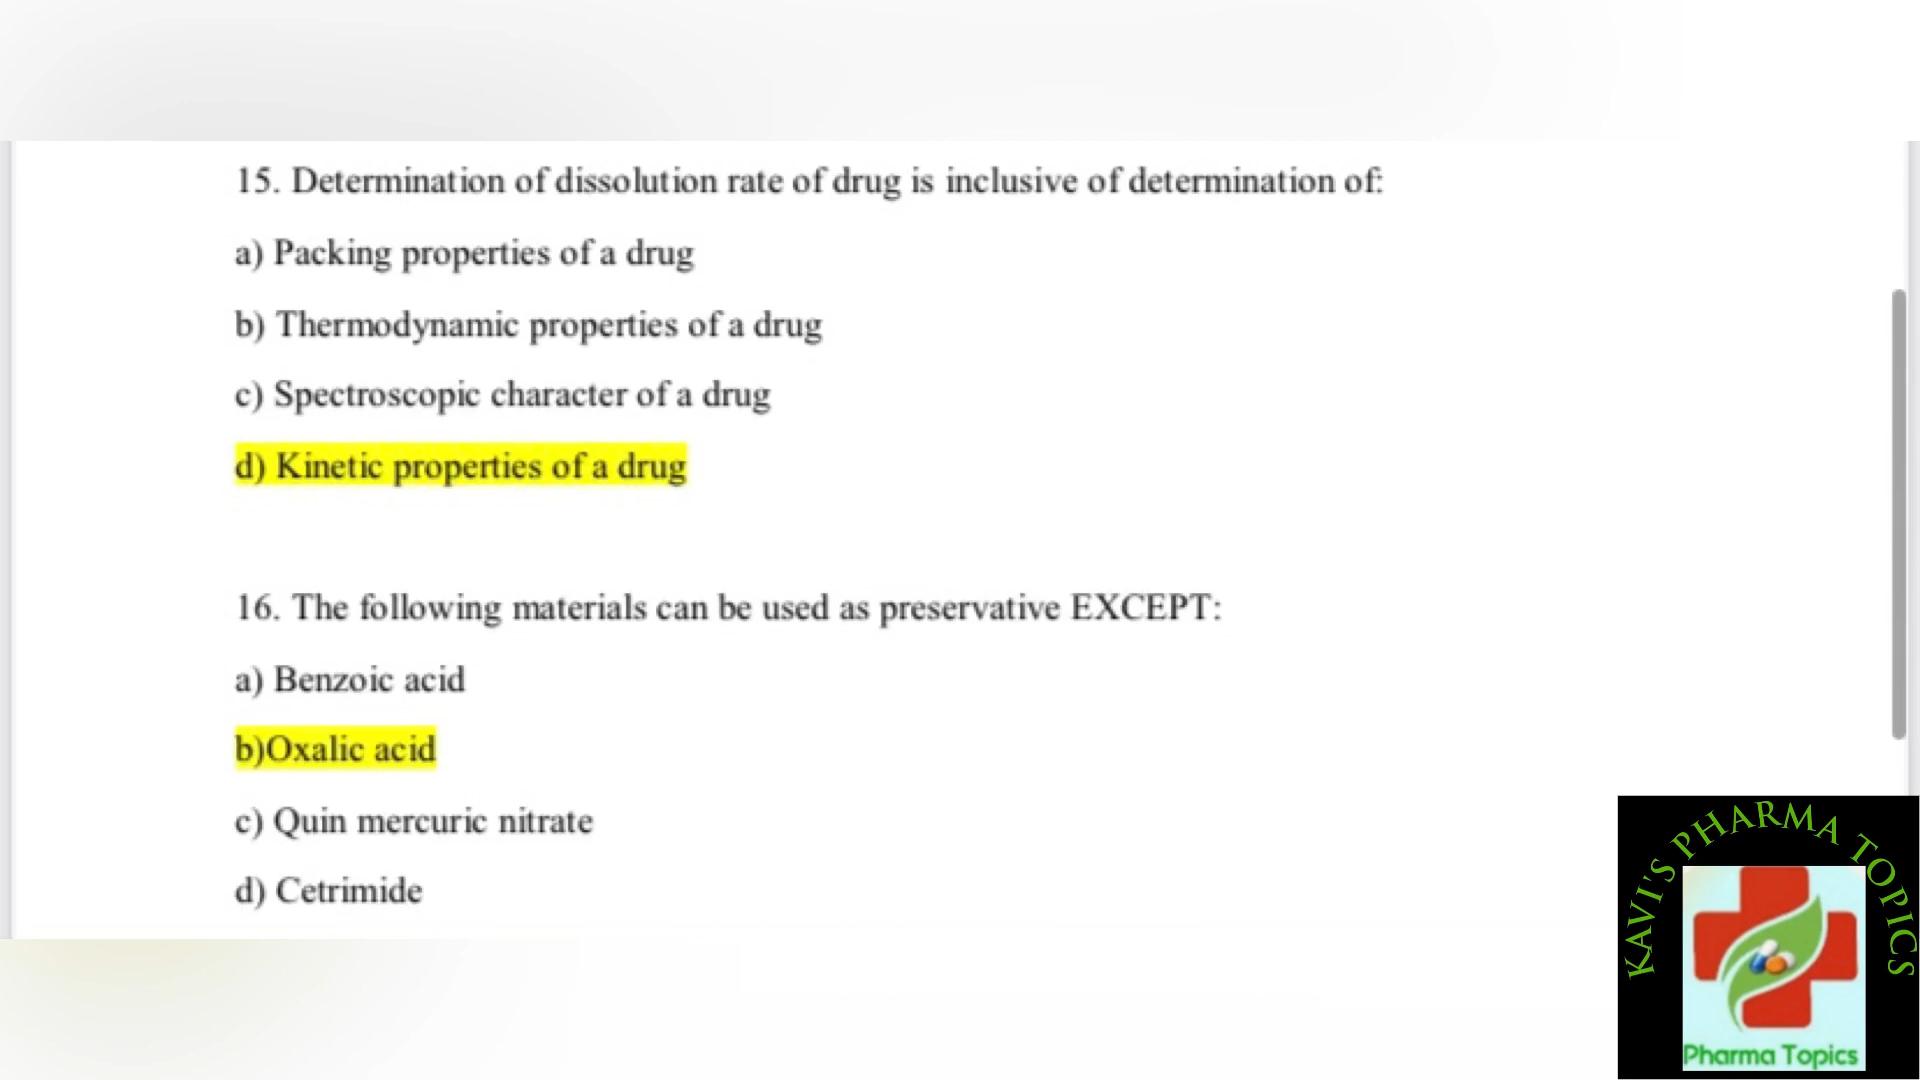 15. Determination of dissolution rate of drug is inclusive of determination of:
a) Packing properties of a drug
b) Thermodynamic properties of a drug
c) Spectroscopic character of a drug
d) Kinetic properties of a drug
16. The following materials can be used as preservative EXCEPT:
a) Benzoic acid
b)Oxalic acid
c) Quin mercuric nitrate
d) Cetrimide
KAVI'S PHARMA TOPICS
Pharma Topics